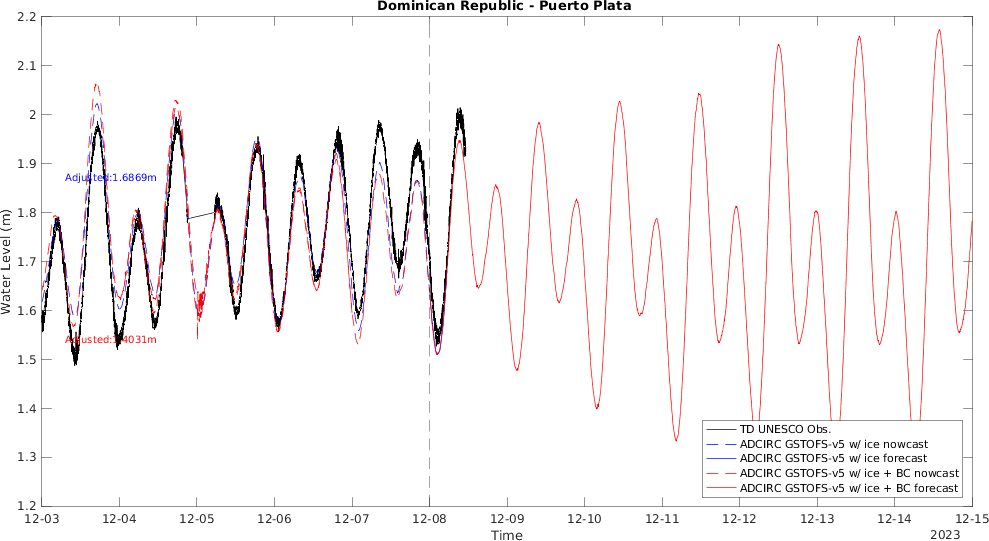 Dominican Republic - Puerto Plata
2.2
2.1
2
1.9
1.8
1.7
1.6
1.5
1.4
1.3
1.2
Water Level (m)
Adjusted:1.6869m
Adjusted:1.4031m
TD UNESCO Obs.
ADCIRC GSTOFS-v5 w/ ice nowcast
ADCIRC GSTOFS-v5 w/ ice forecast
ADCIRC GSTOFS-v5 w/ ice + BC nowcast
ADCIRC GSTOFS-v5 w/ ice + BC forecast
12-03 12-04 12-05 12-06 12-07 12-08 12-09 12-10 12-11 12-12 12-13 12-14 12-15
Time
2023